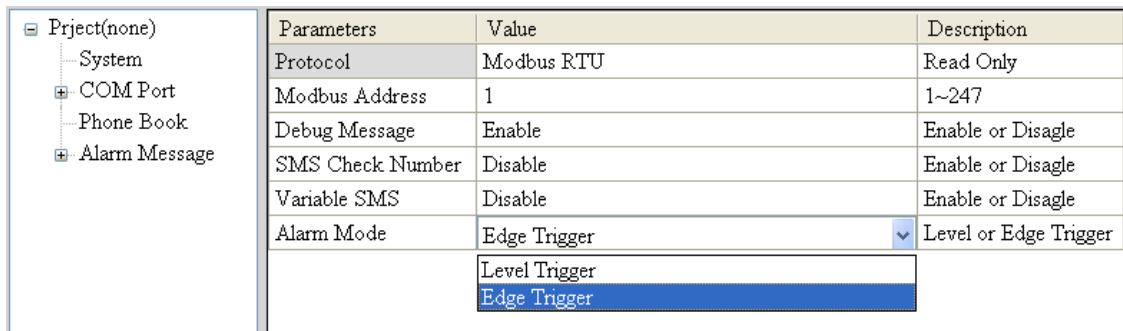 Prject(none)
System
COM Port
Phone Book
Alarm Message
Parameters Value Description
Protocol Modbus RTU Read Only
Modbus Address 1 1~247
Debug Message Enable Enable or Disagle
SMS Check Number Disable Enable or Disagle
Variable SMS Disable Enable or Disagle
Alarm Mode Edge Trigger Level or Edge Trigger
Level Trigger
Edge Trigger